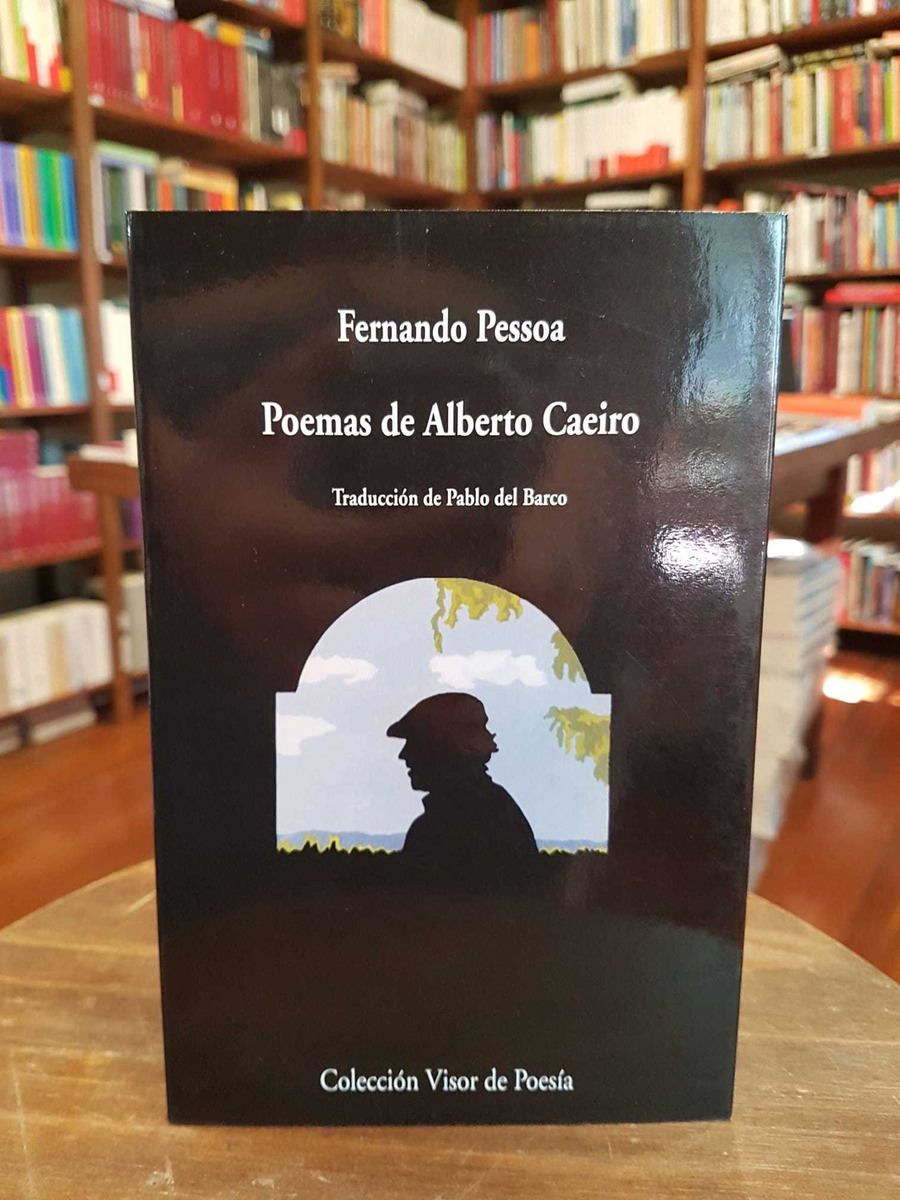 Fernando Pessoa
Poemas de Alberto Caeiro
Traducción de Pablo del Barco
Colección Visor de Poesía